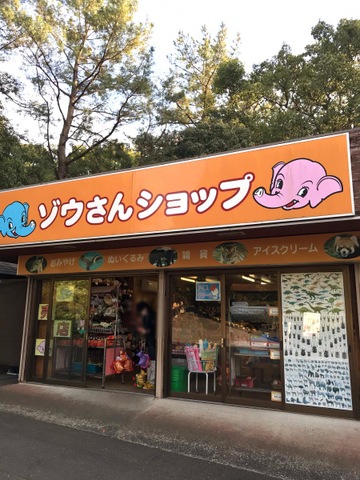 ゾウさんショップ
おみやげ ぬいぐるみ 雑貨 アイスクリーム